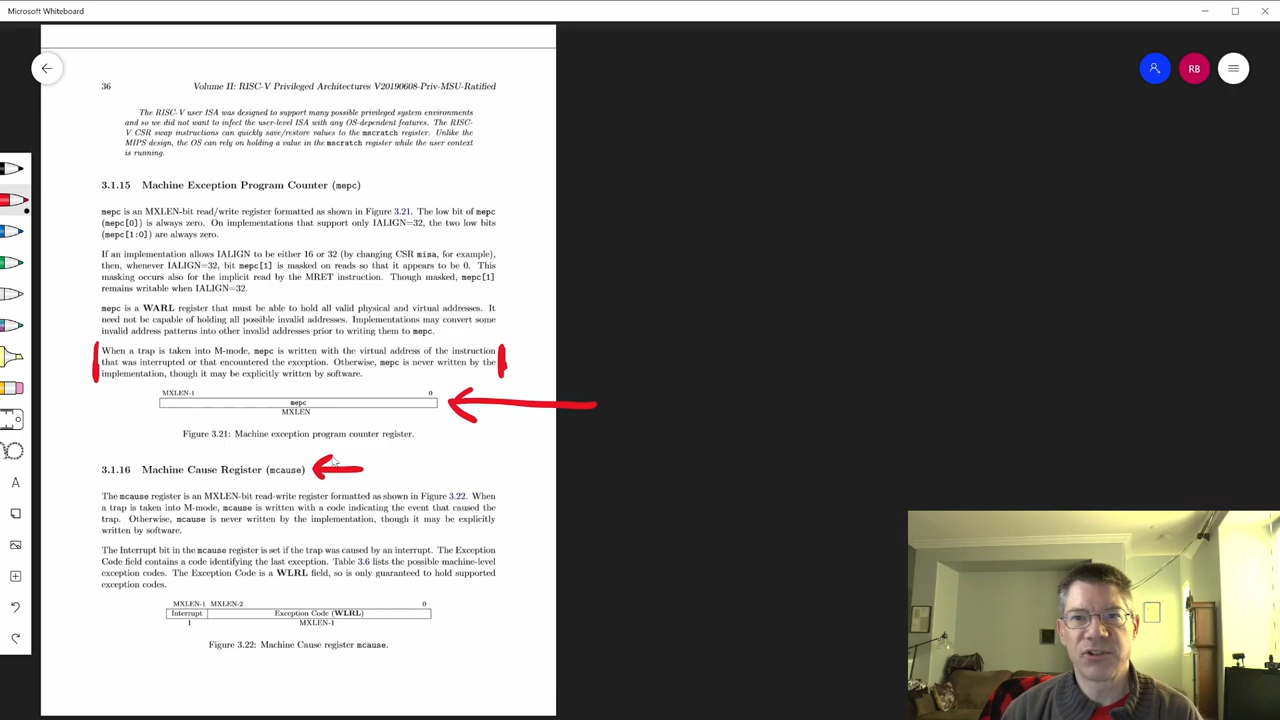 Microsoft Whiteboard
RB
36 Volume II: RISC-V Privileged Architectures V20190608-Priv-MSU-Ratified
The RISC-V user ISA was designed to support many possible privileged system environments
and so we did not want to infect the user-level ISA with any OS-dependent features. The RISC-
V CSR swap instructions can quickly save/restore values to the mscratch register. Unlike the
MIPS design, the OS can rely on holding a value in the mscratch register while the user context
is running.
3.1.15 Machine Exception Program Counter (mepc)
mepc is an MXLEN-bit read/write register formatted as shown in Figure 3.21. The low bit of mepc
(mepc[0]) is always zero. On implementations that support only IALIGN=32, the two low bits
(mepc[1:0]) are always zero.
If an implementation allows IALIGN to be either 16 or 32 (by changing CSR misa, for example),
then, whenever IALIGN=32, bit mepc[1] is masked on reads so that it appears to be 0. This
masking occurs also for the implicit read by the MRET instruction. Though masked, mepc[1]
remains writable when IALIGN=32.
mepc is a WARL register that must be able to hold all valid physical and virtual addresses. It
need not be capable of holding all possible invalid addresses. Implementations may convert some
invalid address patterns into other invalid addresses prior to writing them to mepc.
When a trap is taken into M-mode, mepc is written with the virtual address of the instruction
that was interrupted or that encountered the exception. Otherwise, mepc is never written by the
implementation, though it may be explicitly written by software.
MXLEN-1 0
mepc
MXLEN
Figure 3.21: Machine exception program counter register.
3.1.16 Machine Cause Register (mcause)
The mcause register is an MXLEN-bit read-write register formatted as shown in Figure 3.22. When
a trap is taken into M-mode, mcause is written with a code indicating the event that caused the
trap. Otherwise, mcause is never written by the implementation, though it may be explicitly
written by software.
The Interrupt bit in the mcause register is set if the trap was caused by an interrupt. The Exception
Code field contains a code identifying the last exception. Table 3.6 lists the possible machine-level
exception codes. The Exception Code is a WLRL field, so is only guaranteed to hold supported
exception codes.
MXLEN-1 MXLEN-2 0
Interrupt Exception Code (WLRL)
1 MXLEN-1
Figure 3.22: Machine Cause register mcause.
A